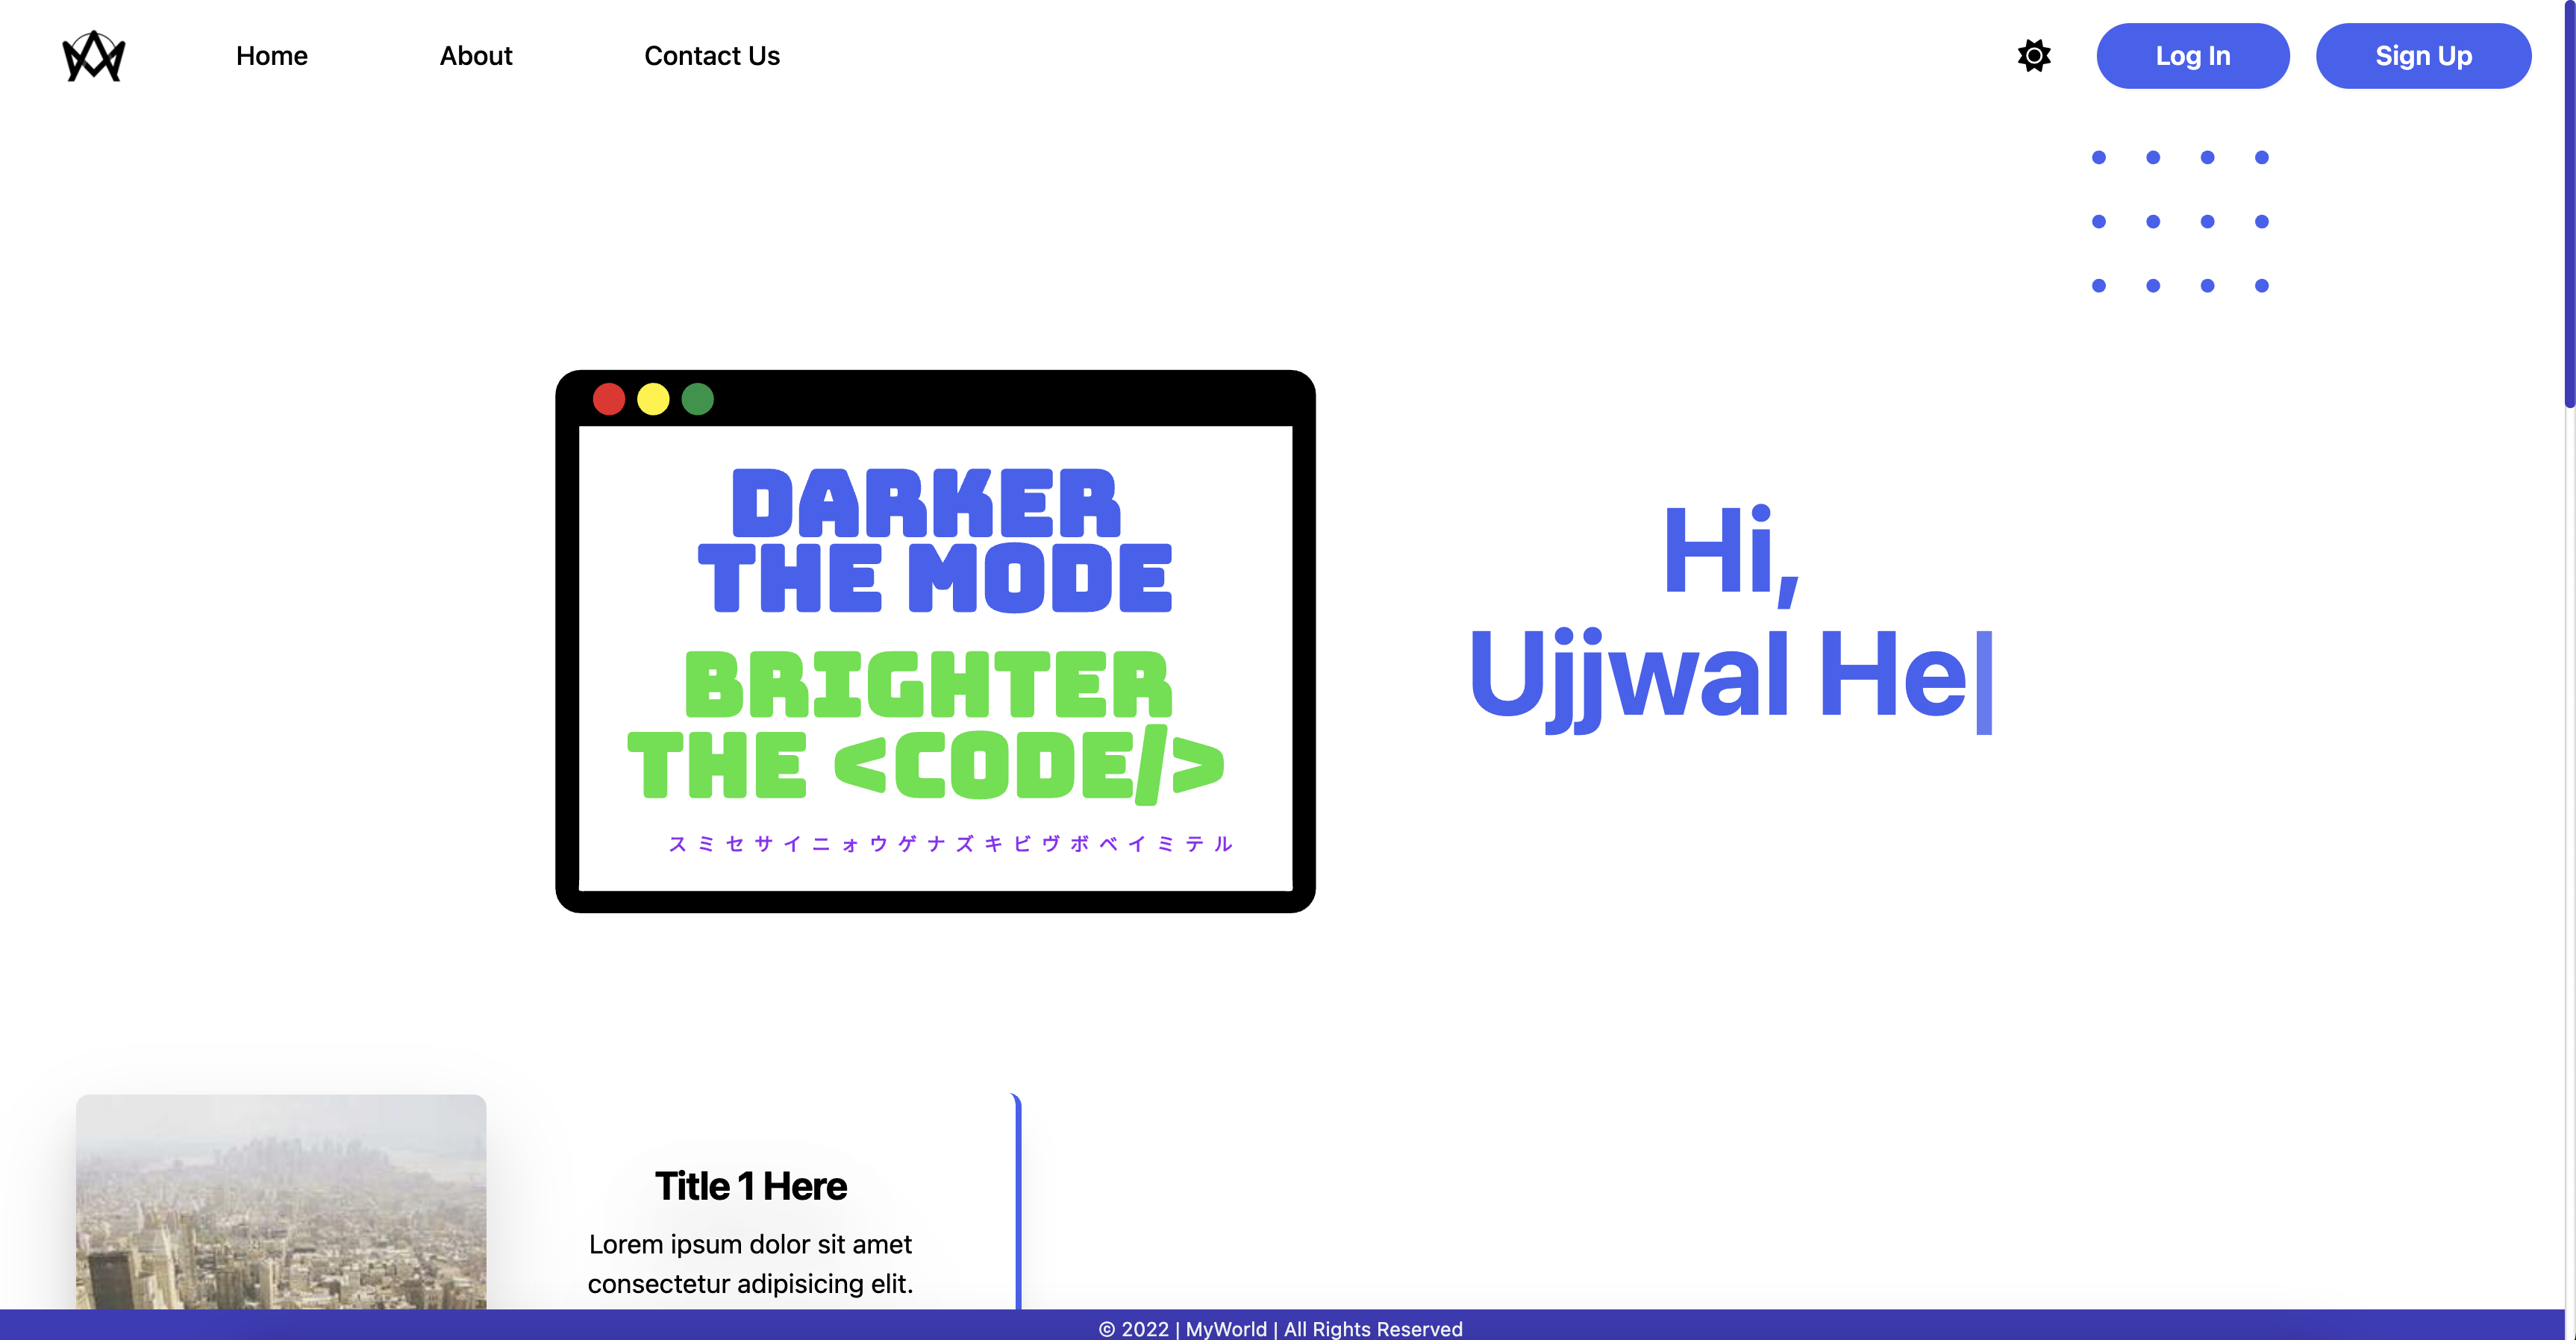 Home About Contact Us Log In Sign Up
DARKER
THE MODE
BRIGHTER
THE <CODE/>
スミセサイニォウゲナズキビヴボベイミテル
Hi,
Ujjwal He|
Title 1 Here
Lorem ipsum dolor sit amet
consectetur adipisicing elit.
© 2022 | MyWorld | All Rights Reserved